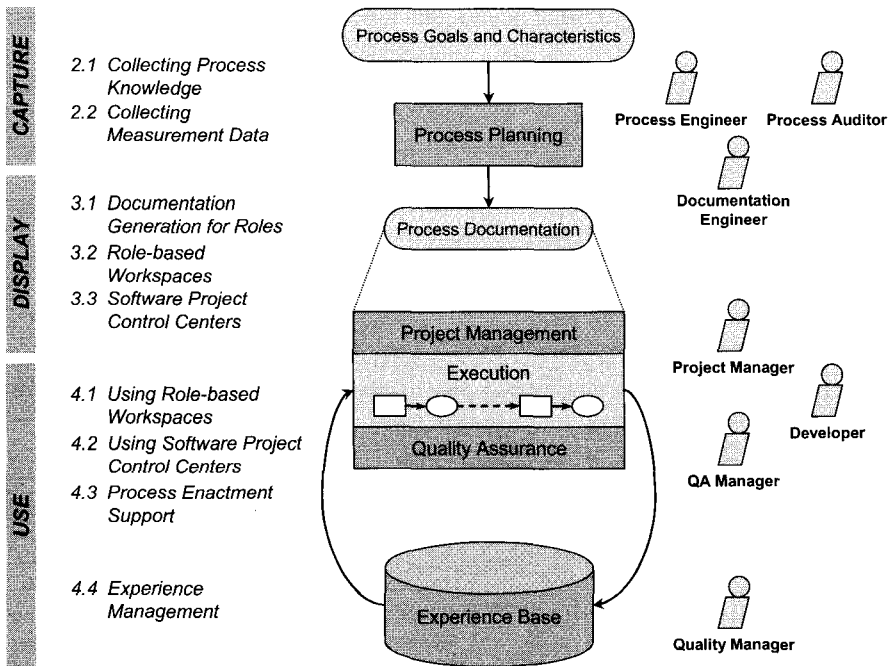 CAPTURE
2.1 Collecting Process
Knowledge
2.2 Collecting
Measurement Data
Process Goals and Characteristics
Process Planning
Process Engineer
Process Auditor
Documentation
Engineer
DISPLAY
3.1 Documentation
Generation for Roles
3.2 Role-based
Workspaces
3.3 Software Project
Control Centers
Process Documentation
Project Management
Project Manager
USE
4.1 Using Role-based
Workspaces
4.2 Using Software Project
Control Centers
4.3 Process Enactment
Support
4.4 Experience
Management
Execution
Quality Assurance
Developer
QA Manager
Experience Base
Quality Manager